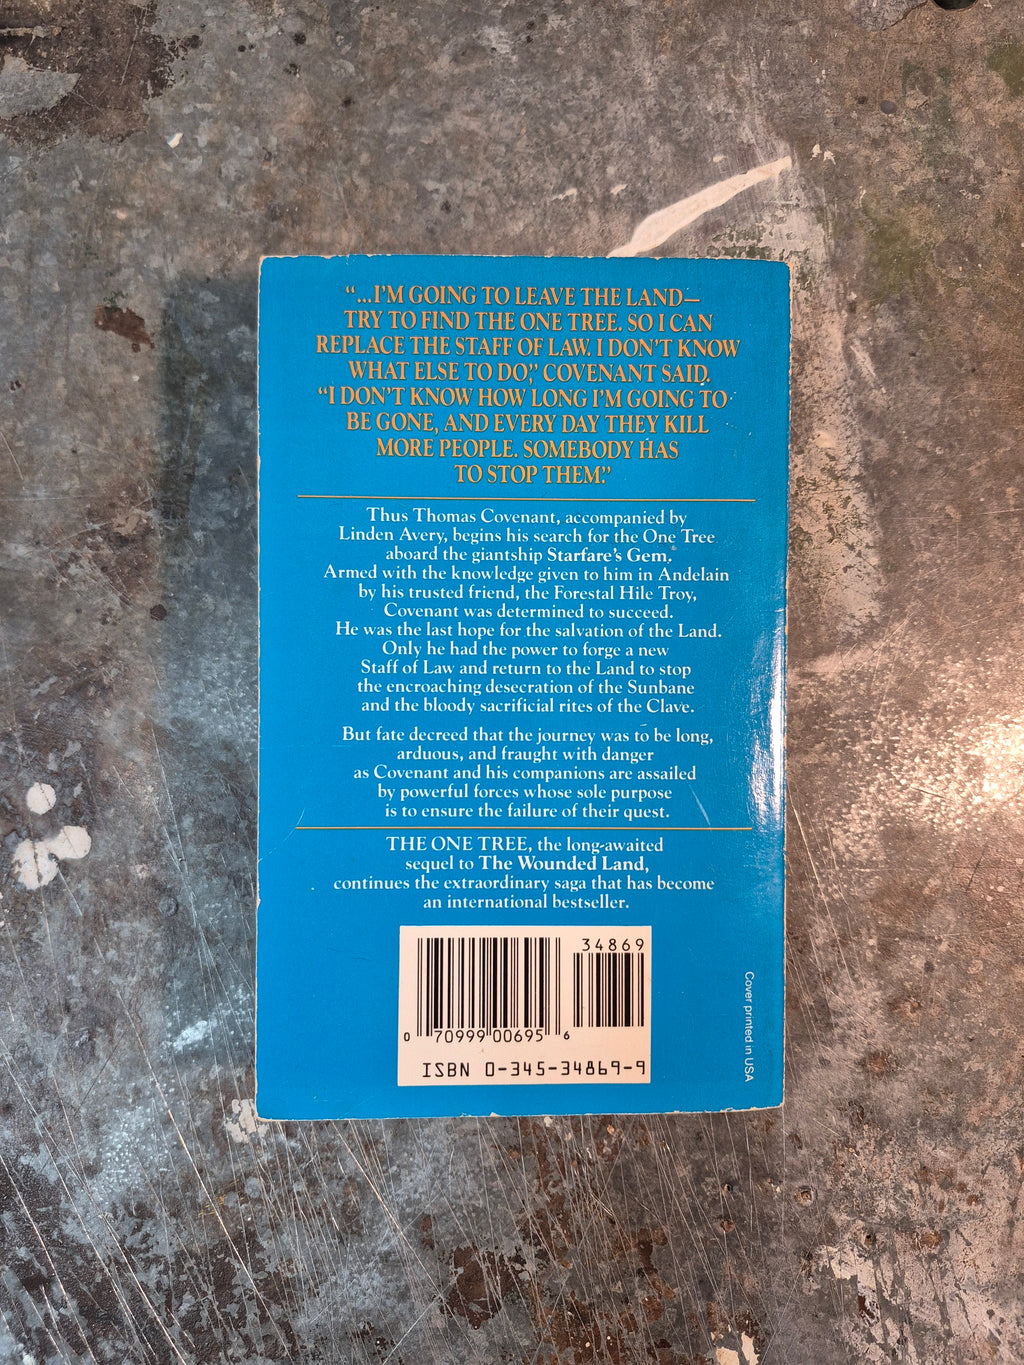 “...I’M GOING TO LEAVE THE LAND—
TRY TO FIND THE ONE TREE. SO I CAN
REPLACE THE STAFF OF LAW. I DON’T KNOW
WHAT ELSE TO DO,” COVENANT SAID.
“I DON’T KNOW HOW LONG I’M GOING TO
BE GONE, AND EVERY DAY THEY KILL
MORE PEOPLE. SOMEBODY HAS
TO STOP THEM.”
Thus Thomas Covenant, accompanied by
Linden Avery, begins his search for the One Tree
aboard the giantship Starfare’s Gem.
Armed with the knowledge given to him in Andelain
by his trusted friend, the Forestal Hile Troy,
Covenant was determined to succeed.
He was the last hope for the salvation of the Land.
Only he had the power to forge a new
Staff of Law and return to the Land to stop
the encroaching desecration of the Sunbane
and the bloody sacrificial rites of the Clave.
But fate decreed that the journey was to be long,
arduous, and fraught with danger
as Covenant and his companions are assailed
by powerful forces whose sole purpose
is to ensure the failure of their quest.
THE ONE TREE, the long-awaited
sequel to The Wounded Land,
continues the extraordinary saga that has become
an international bestseller.
34869
0 70999 00695 6
ISBN 0-345-34869-9
Cover printed in USA